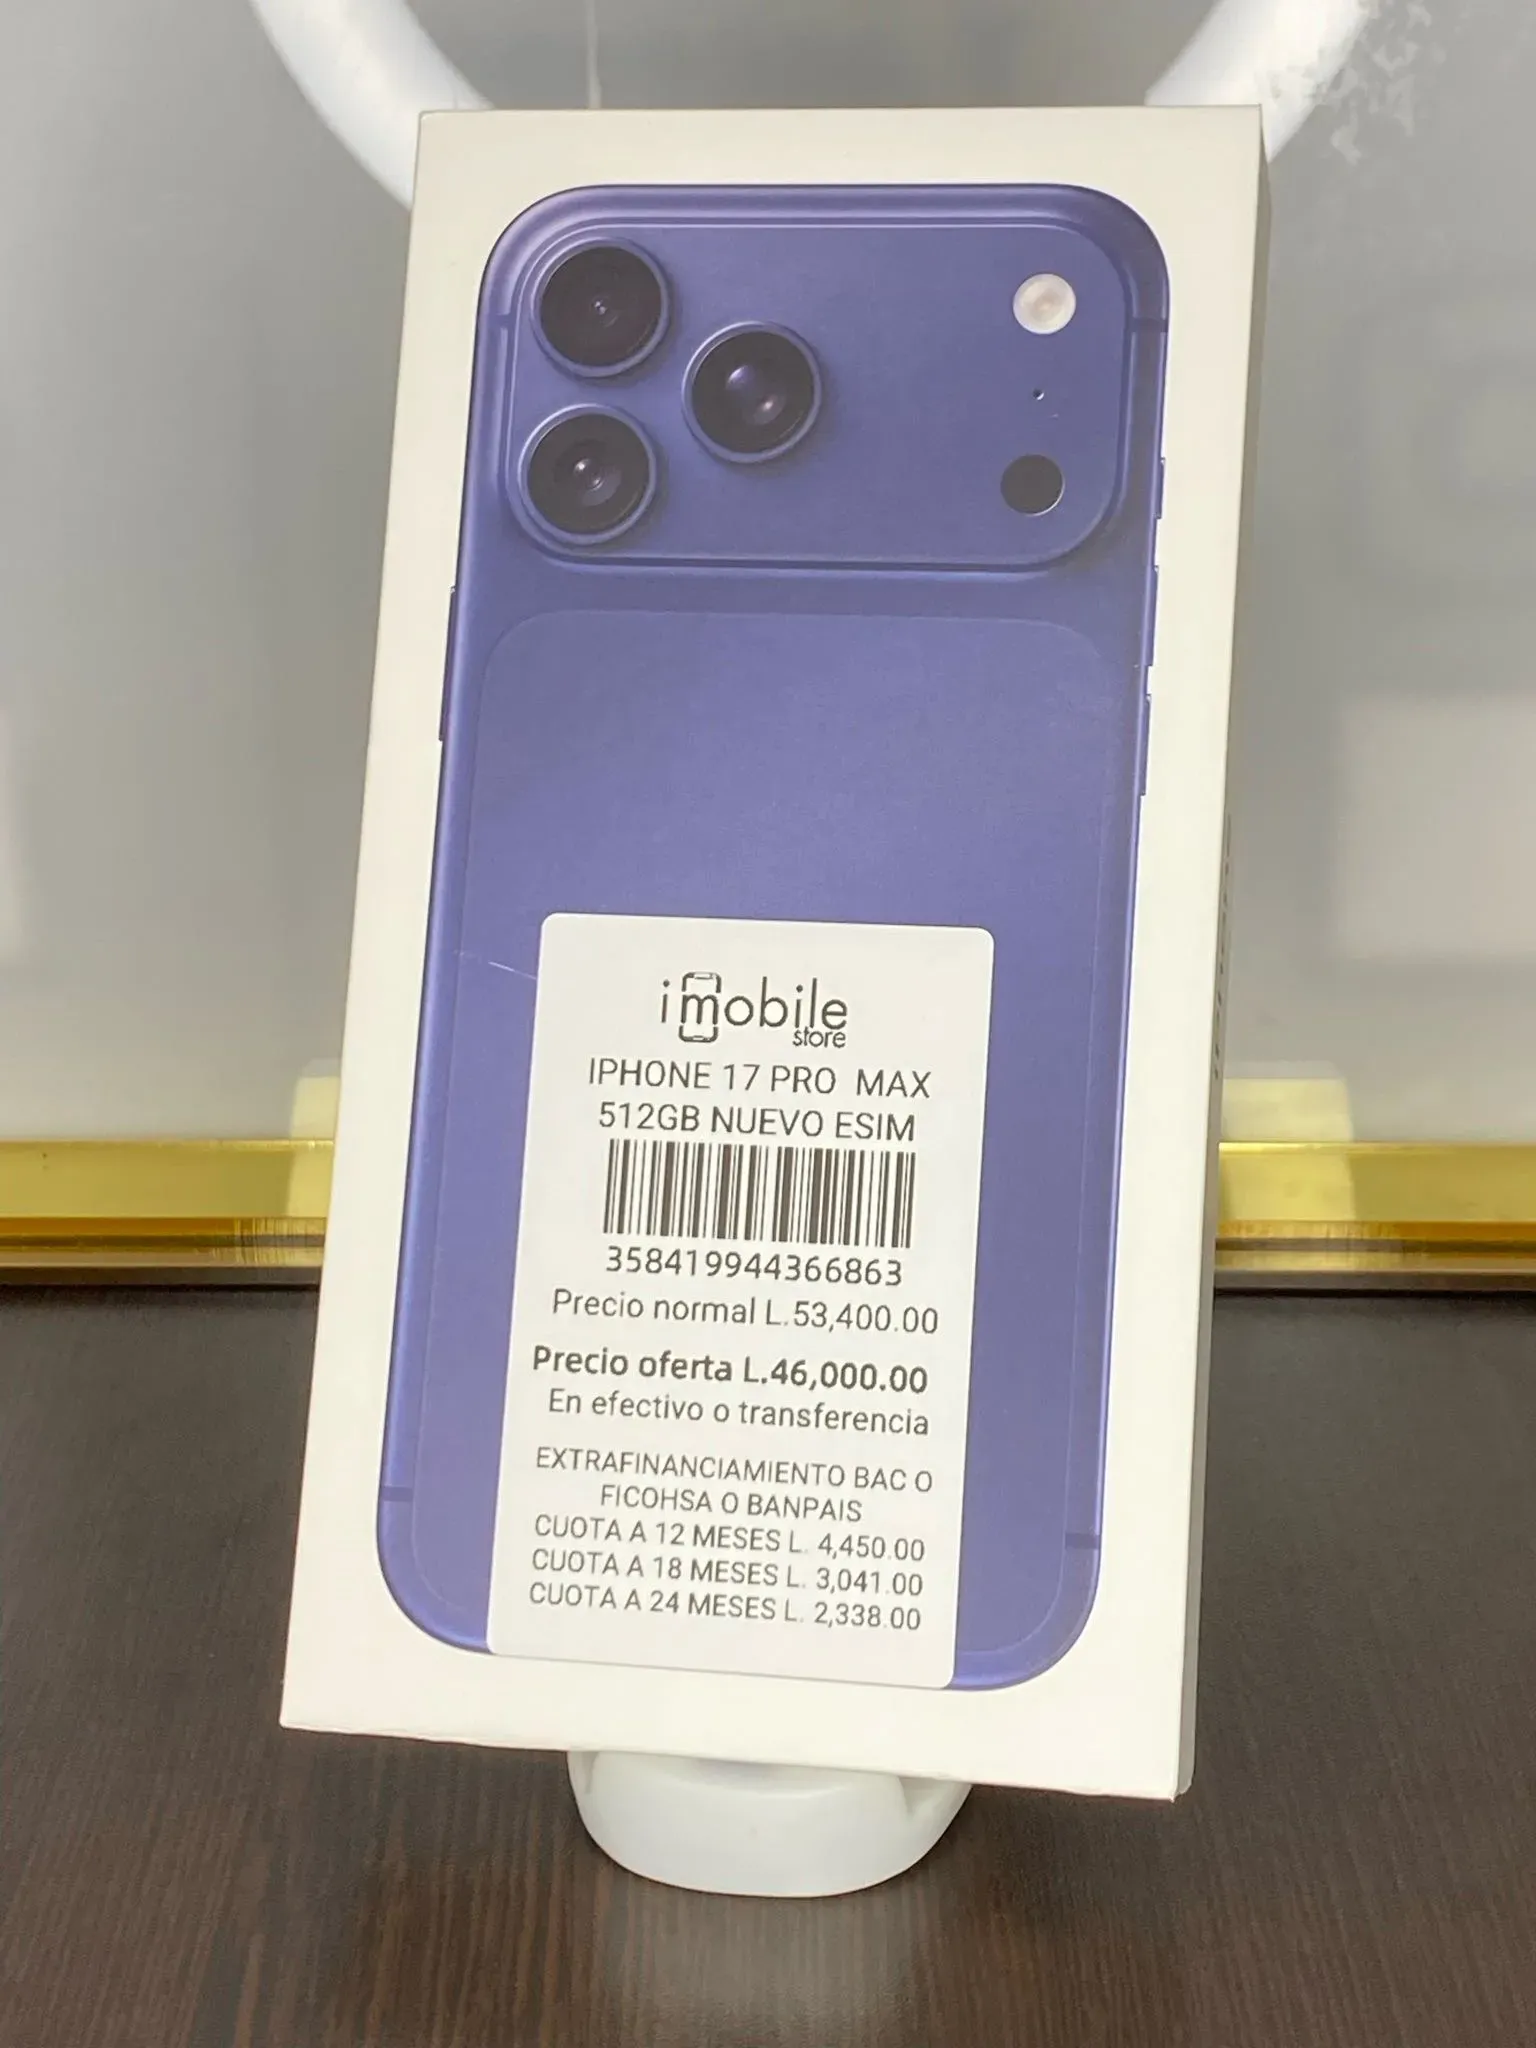 imobile
store
IPHONE 17 PRO MAX
512GB NUEVO ESIM
358419944366863
Precio normal L.53,400.00
Precio oferta L.46,000.00
En efectivo o transferencia
EXTRAFINANCIAMIENTO BAC O
FICOHSA O BANPAIS
CUOTA A 12 MESES L. 4,450.00
CUOTA A 18 MESES L. 3,041.00
CUOTA A 24 MESES L. 2,338.00